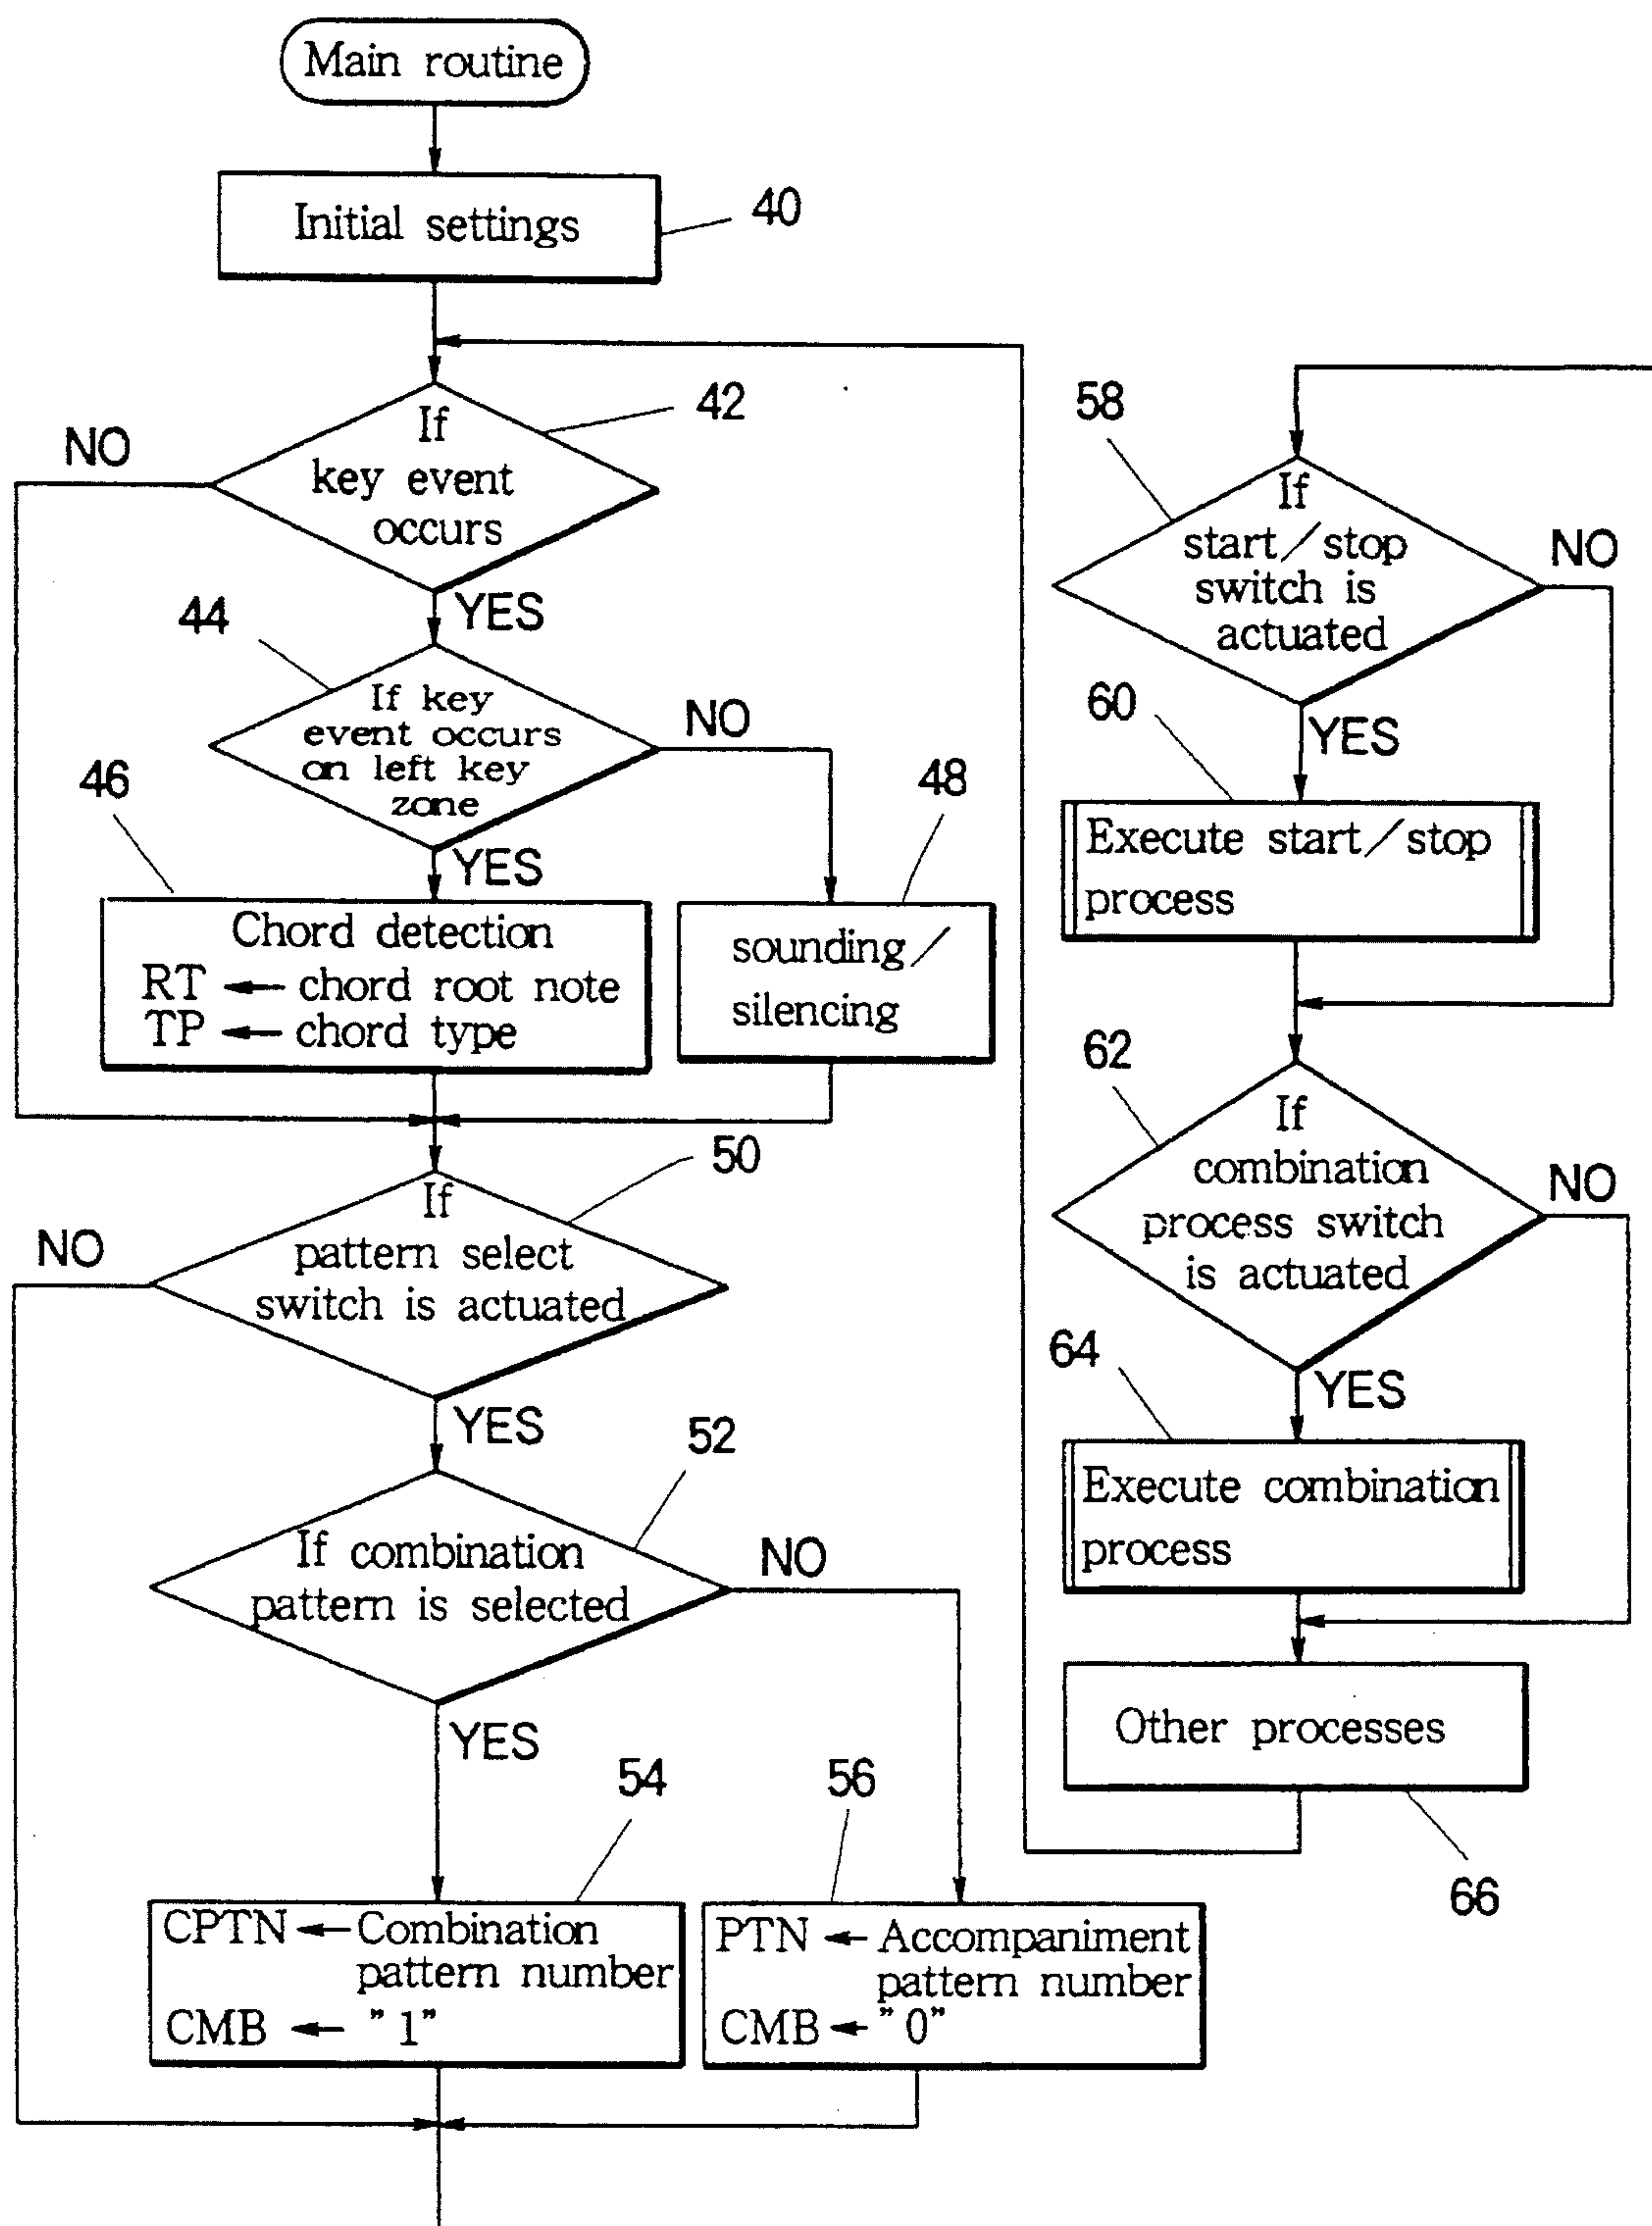 Main routine
Initial settings
40
If
key event
occurs
42
NO
YES
44
If key
event occurs
on left key
zone
NO
YES
46
Chord detection
RT ← chord root note
TP ← chord type
48
sounding/
silencing
50
If
pattern select
switch is actuated
NO
YES
52
If combination
pattern is selected
NO
YES
54
CPTN ← Combination
pattern number
CMB ← "1"
56
PTN ← Accompaniment
pattern number
CMB ← "0"
58
If
start/stop
switch is
actuated
NO
YES
60
Execute start/stop
process
62
If
combination
process switch
is actuated
NO
YES
64
Execute combination
process
Other processes
66